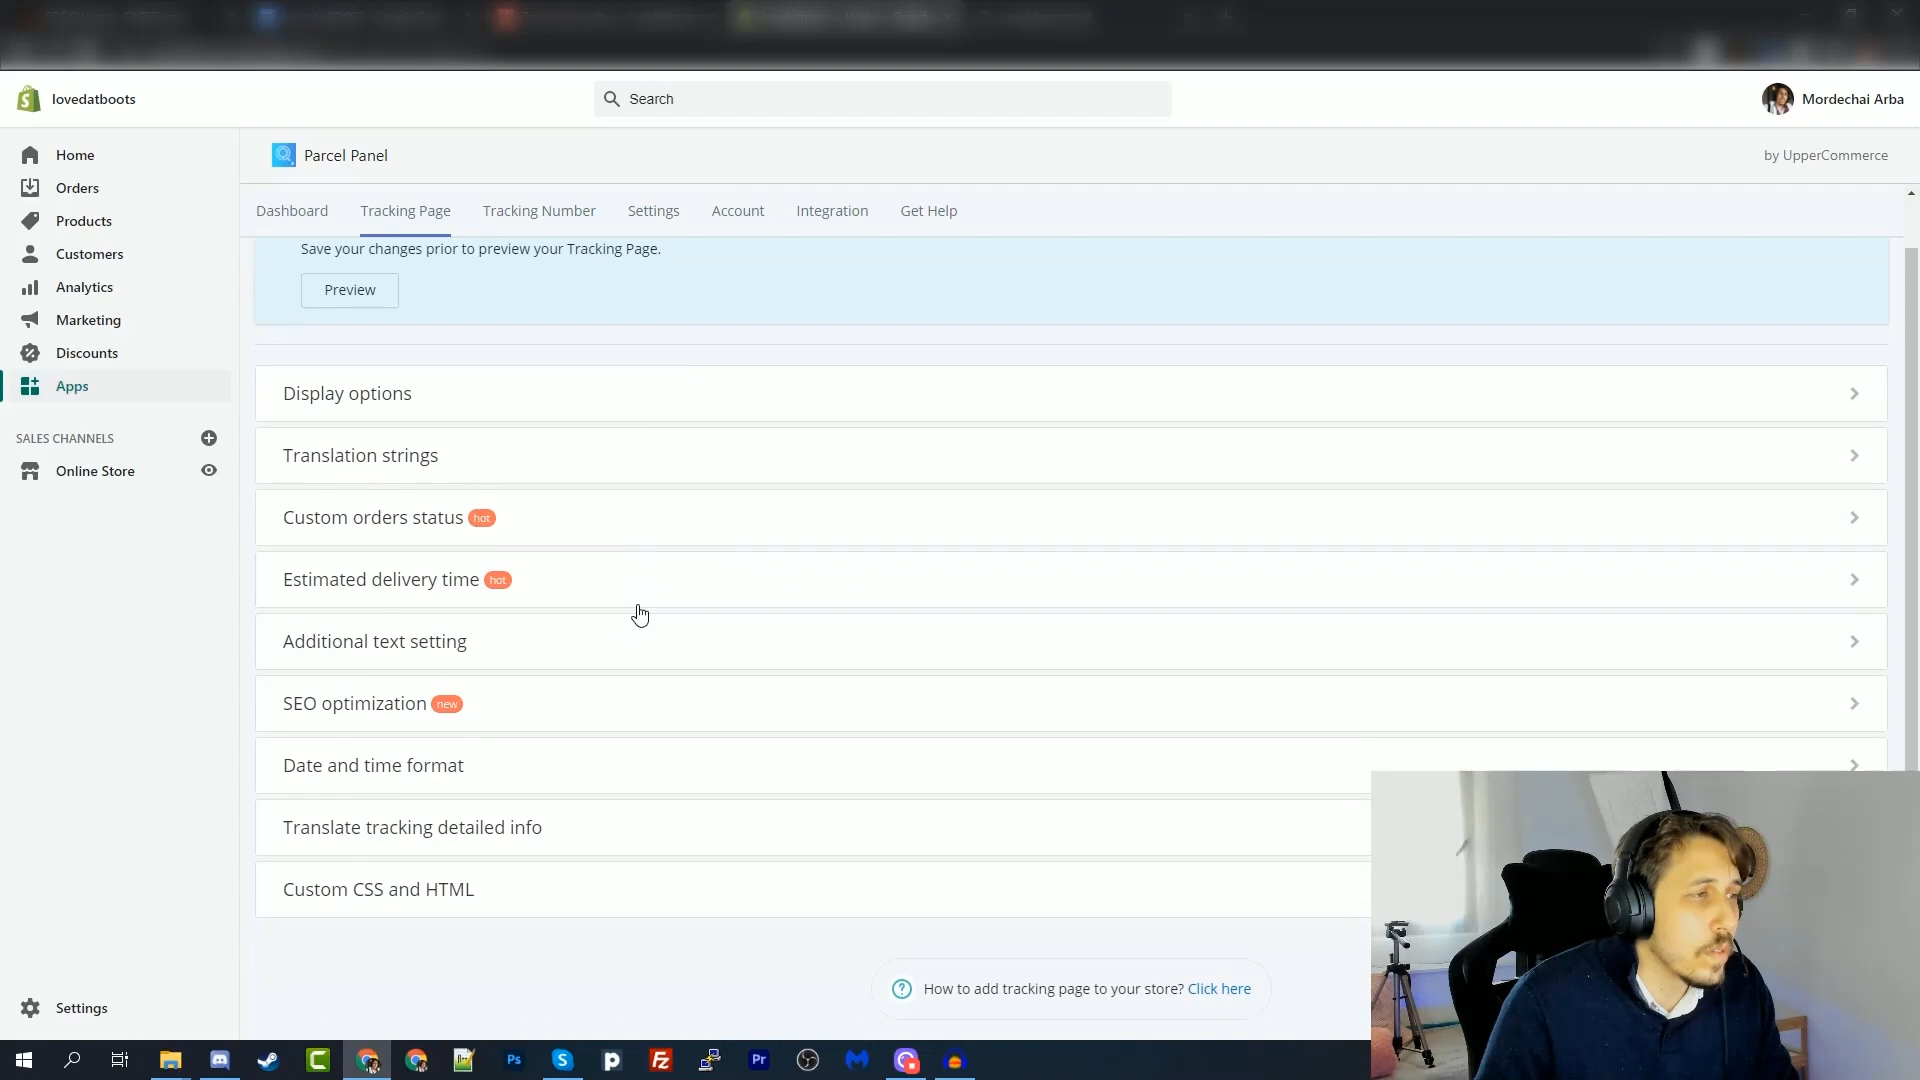 lovedatboots
Search
Mordechai Arba
Home
Orders
Products
Customers
Analytics
Marketing
Discounts
Apps
SALES CHANNELS
Online Store
Settings
Parcel Panel
by UpperCommerce
Dashboard
Tracking Page
Tracking Number
Settings
Account
Integration
Get Help
Save your changes prior to preview your Tracking Page.
Preview
Display options
Translation strings
Custom orders status hot
Estimated delivery time hot
Additional text setting
SEO optimization new
Date and time format
Translate tracking detailed info
Custom CSS and HTML
How to add tracking page to your store? Click here